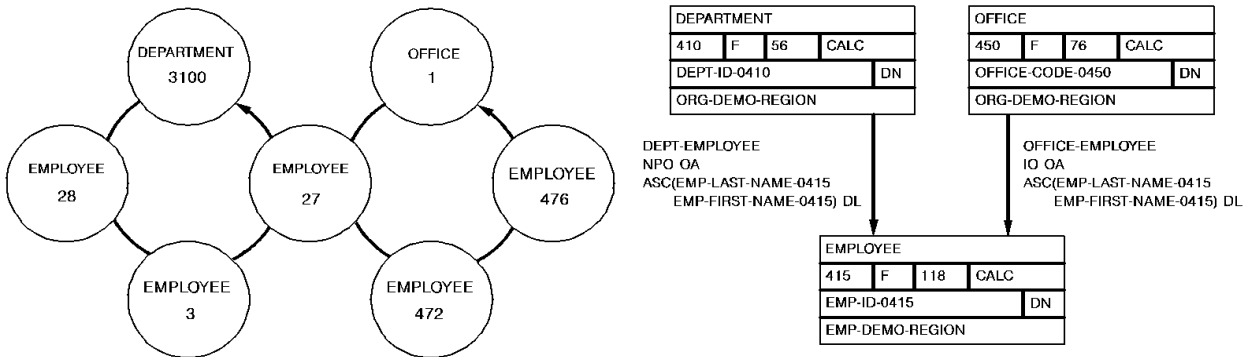 DEPARTMENT
3100
OFFICE
1
EMPLOYEE
28
EMPLOYEE
27
EMPLOYEE
476
EMPLOYEE
3
EMPLOYEE
472
DEPARTMENT
410 F 56 CALC
DEPT-ID-0410 DN
ORG-DEMO-REGION
OFFICE
450 F 76 CALC
OFFICE-CODE-0450 DN
ORG-DEMO-REGION
DEPT-EMPLOYEE
NPO OA
ASC(EMP-LAST-NAME-0415
EMP-FIRST-NAME-0415) DL
OFFICE-EMPLOYEE
IO OA
ASC(EMP-LAST-NAME-0415
EMP-FIRST-NAME-0415) DL
EMPLOYEE
415 F 118 CALC
EMP-ID-0415 DN
EMP-DEMO-REGION